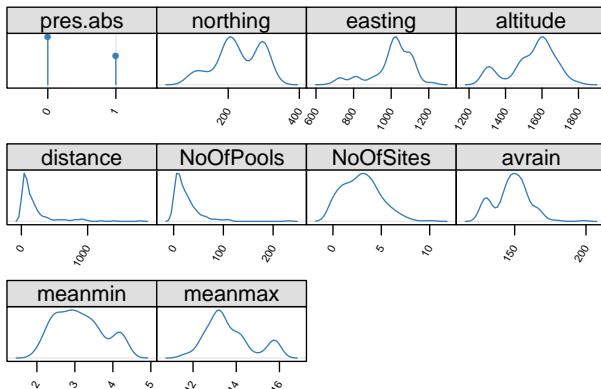 pres.abs northing easting altitude
0 1 200 400 600 800 1000 1200 1200 1400 1600 1800
distance NoOfPools NoOfSites avrain
0 1000 0 100 200 0 5 10 150 200
meanmin meanmax
2 3 4 5 12 14 16